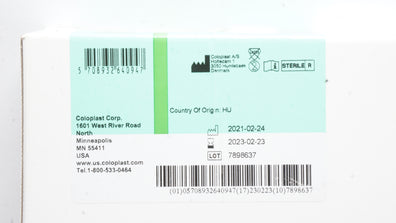 5 708932 640947
Coloplast A/S
Holtedam 1
3050 Humlebaek
Denmark
STERILE R
Country Of Origin: HU
Coloplast Corp.
1601 West River Road
North
Minneapolis
MN 55411
USA
www.us.coloplast.com
Tel.1-800-533-0464
2021-02-24
2023-02-23
LOT 7898637
(01)05708932640947(17)230223(10)7898637